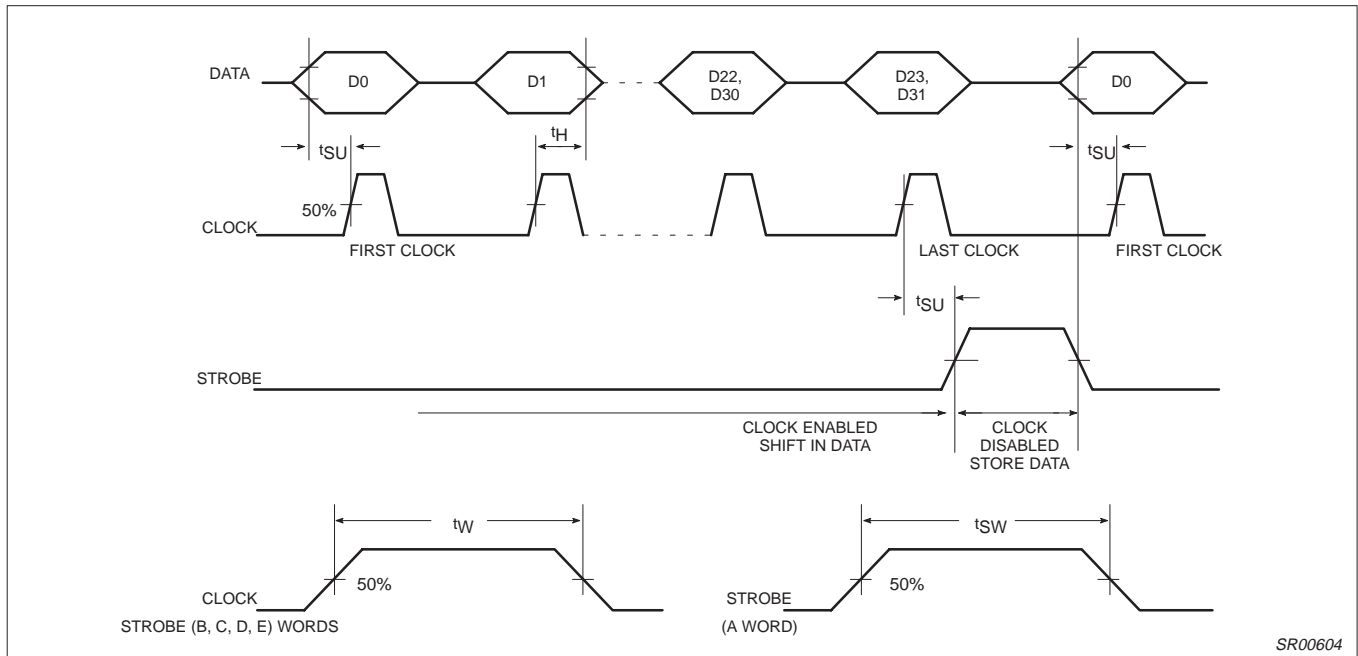 DATA
D0
D1
D22,
D30
D23,
D31
D0
tSU
tH
tSU
50%
CLOCK
FIRST CLOCK
LAST CLOCK
FIRST CLOCK
tSU
STROBE
CLOCK ENABLED
SHIFT IN DATA
CLOCK
DISABLED
STORE DATA
tW
50%
CLOCK
STROBE (B, C, D, E) WORDS
tSW
50%
STROBE
(A WORD)
SR00604